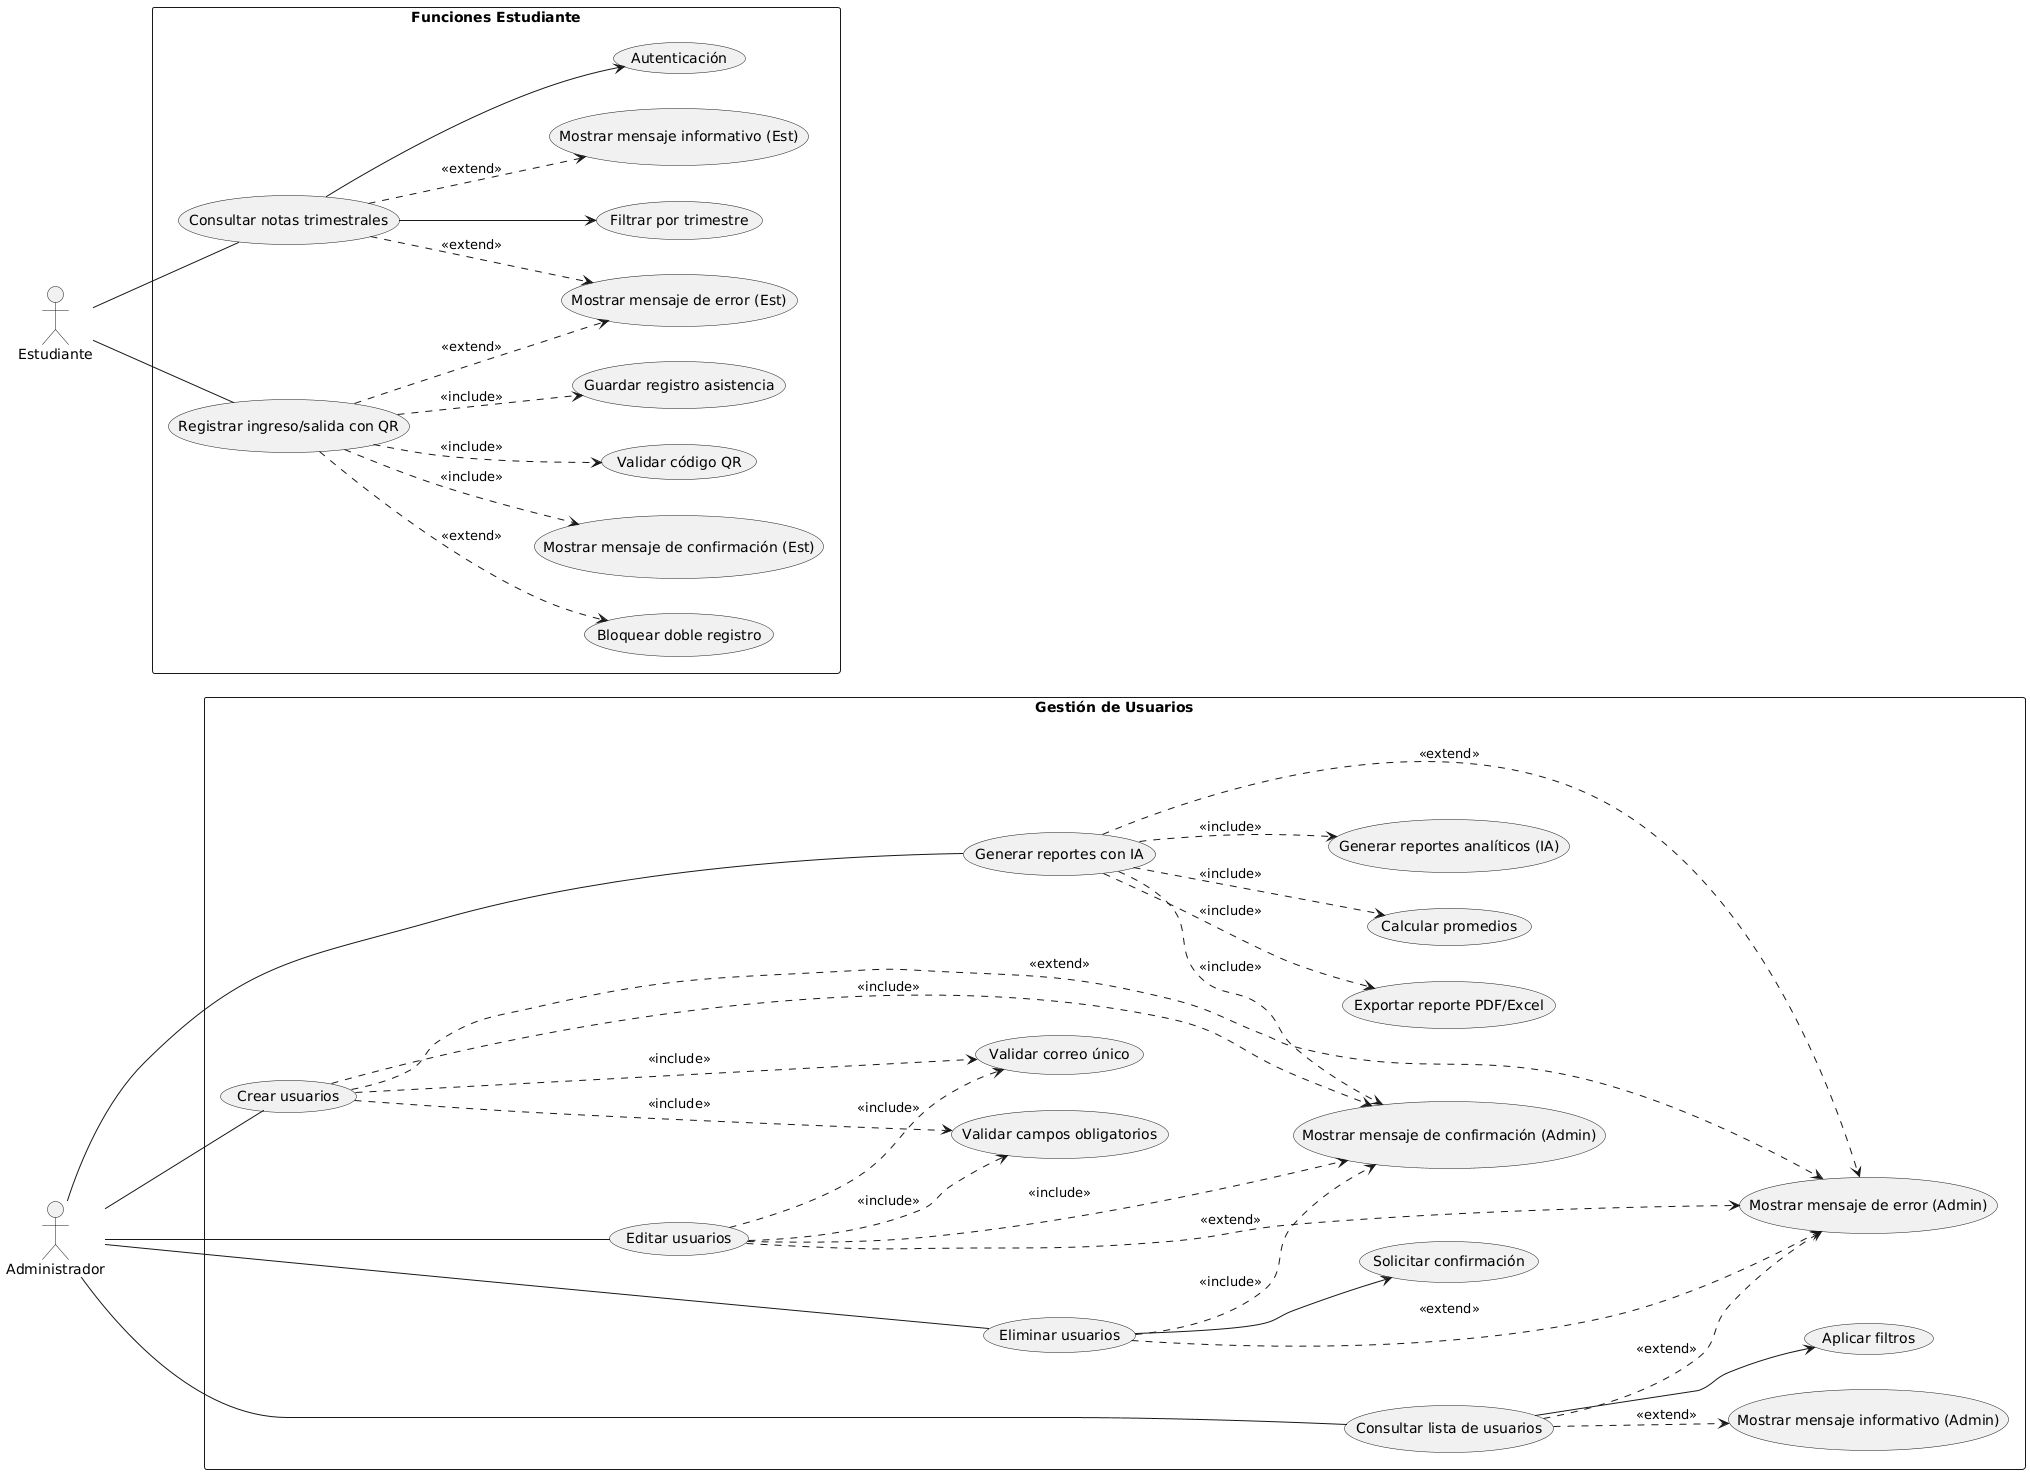 Funciones Estudiante
Autenticación
Mostrar mensaje informativo (Est)
«extend»
Consultar notas trimestrales
Filtrar por trimestre
«extend»
Mostrar mensaje de error (Est)
Estudiante
«extend»
Guardar registro asistencia
«include»
Registrar ingreso/salida con QR
«include»
Validar código QR
«include»
«extend»
Mostrar mensaje de confirmación (Est)
Bloquear doble registro
Gestión de Usuarios
«extend»
«include»
Generar reportes con IA
Generar reportes analíticos (IA)
«include»
«include»
Calcular promedios
«extend»
«include»
«include»
Exportar reporte PDF/Excel
«include»
Validar correo único
Crear usuarios
«include»
«include»
Validar campos obligatorios
Mostrar mensaje de confirmación (Admin)
«include»
«include»
Mostrar mensaje de error (Admin)
«extend»
Editar usuarios
Administrador
Solicitar confirmación
«include»
«extend»
Eliminar usuarios
Aplicar filtros
«extend»
«extend»
Consultar lista de usuarios
Mostrar mensaje informativo (Admin)